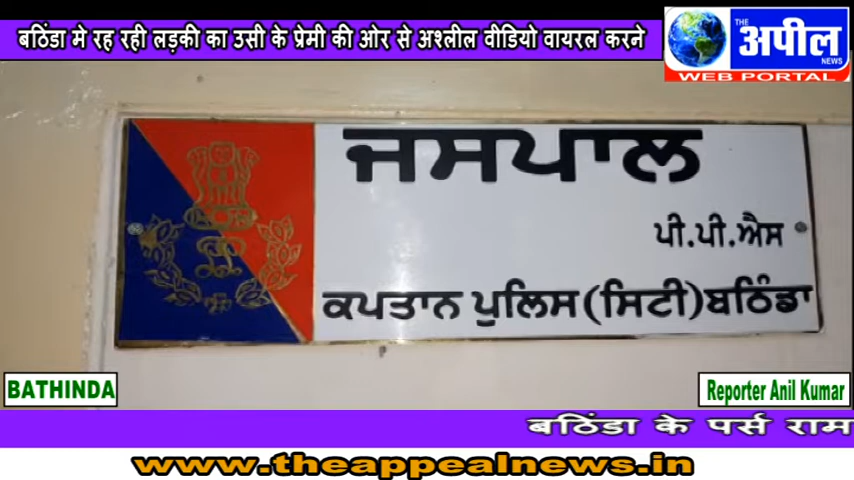 बठिंडा मे रह रही लड़की का उसी के प्रेमी की ओर से अश्लील वीडियो वायरल करने
THE
अपील
NEWS
WEB PORTAL
ਜਸਪਾਲ
ਪੀ.ਪੀ.ਐਸ
ਕਪਤਾਨ ਪੁਲਿਸ(ਸਿਟੀ)ਬਠਿੰਡਾ
BATHINDA
Reporter Anil Kumar
बठिंडा के पर्स राम
www.theappealnews.in